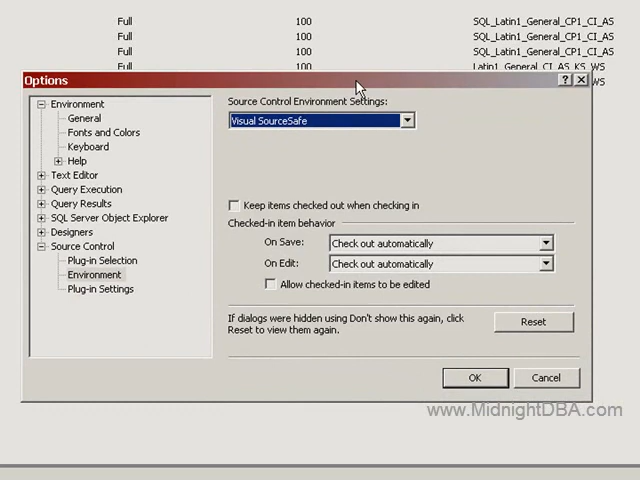 Full 100 SQL_Latin1_General_CP1_CI_AS
Full 100 SQL_Latin1_General_CP1_CI_AS
Full 100 SQL_Latin1_General_CP1_CI_AS
Full 100 Latin1_General_CI_AS_KS_WS
Options
WS
Environment
General
Fonts and Colors
Keyboard
Help
Text Editor
Query Execution
Query Results
SQL Server Object Explorer
Designers
Source Control
Plug-in Selection
Environment
Plug-in Settings
Source Control Environment Settings:
Visual SourceSafe
Keep items checked out when checking in
Checked-in item behavior
On Save: Check out automatically
On Edit: Check out automatically
Allow checked-in items to be edited
If dialogs were hidden using Don't show this again, click
Reset to view them again.
Reset
OK Cancel
www.MidnightDBA.com